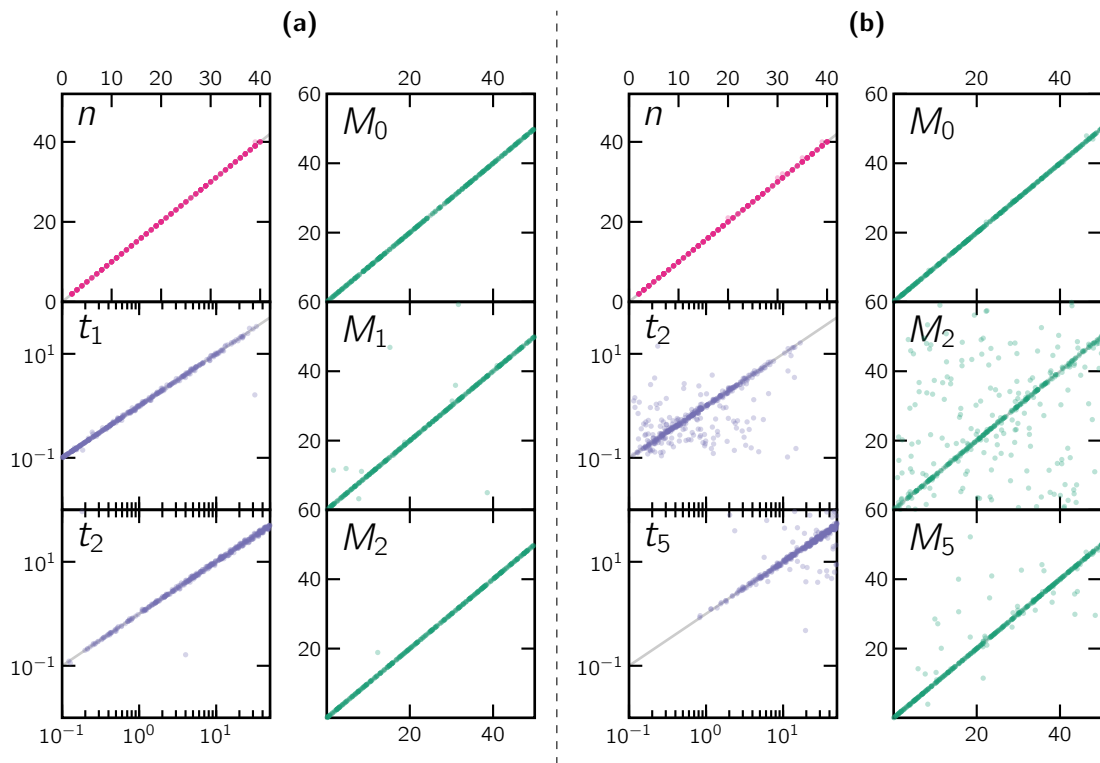 (a) (b)
0 10 20 30 40 20 40 0 10 20 30 40 20 40
n M₀ n M₀
60 60
40 40 40 40
20 20 20 20
0 60 0 60
t₁ M₁ t₂ M₂
10¹ 40 10¹ 40
10⁻¹ 20 10⁻¹ 20
60 60
t₂ M₂ t₅ M₅
10¹ 40 10¹ 40
10⁻¹ 20 10⁻¹ 20
10⁻¹ 10⁰ 10¹ 20 40 10⁻¹ 10⁰ 10¹ 20 40